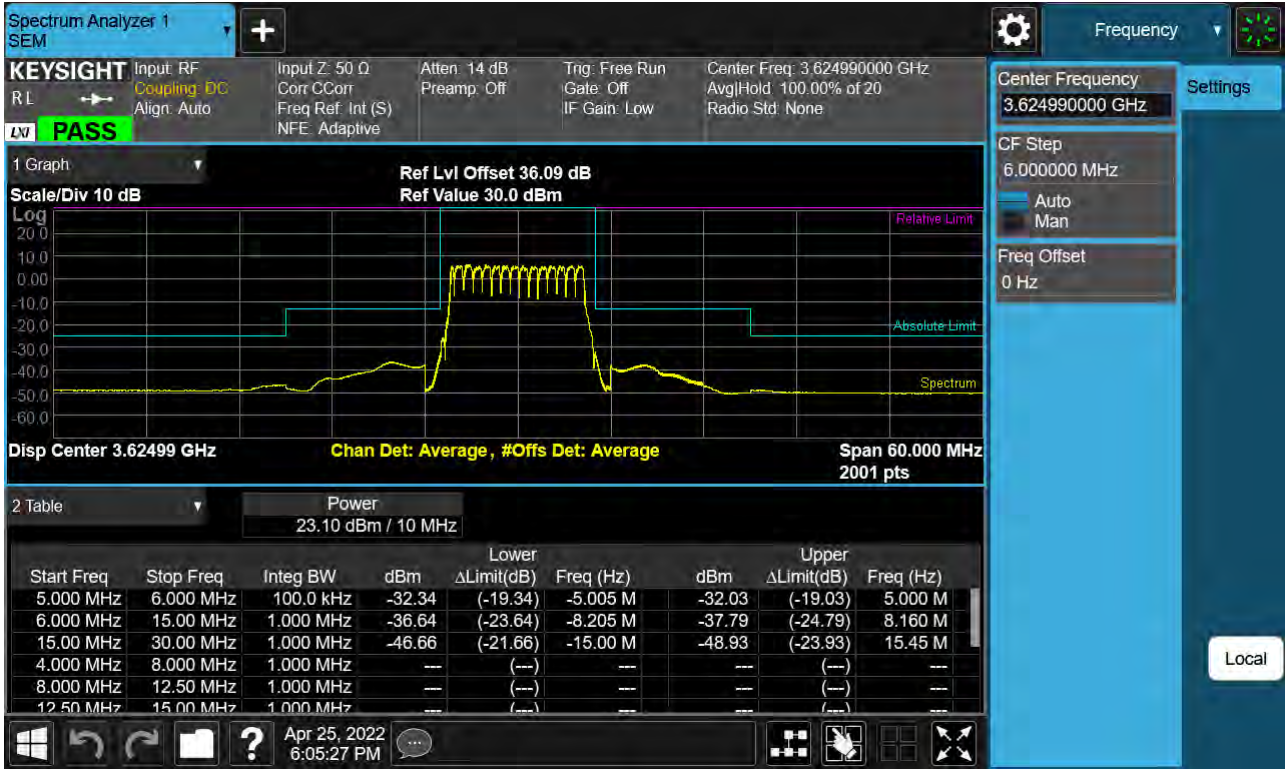 Spectrum Analyzer 1
SEM
Frequency
KEYSIGHT
Input: RF
Coupling: DC
Align: Auto
Input Z: 50 Ω
Corr CCorr
Freq Ref: Int (S)
NFE: Adaptive
Atten: 14 dB
Preamp: Off
Trig: Free Run
Gate: Off
IF Gain: Low
Center Freq: 3.624990000 GHz
Avg|Hold: 100.00% of 20
Radio Std: None
R L
LXI PASS
Center Frequency
3.624990000 GHz
Settings
CF Step
6.000000 MHz
Auto
Man
Freq Offset
0 Hz
1 Graph
Scale/Div 10 dB
Ref Lvl Offset 36.09 dB
Ref Value 30.0 dBm
Log
20.0
10.0
0.00
-10.0
-20.0
-30.0
-40.0
-50.0
-60.0
Relative Limit
Absolute Limit
Spectrum
Disp Center 3.62499 GHz
Chan Det: Average, #Offs Det: Average
Span 60.000 MHz
2001 pts
2 Table
Power
23.10 dBm / 10 MHz
Lower Upper
Start Freq Stop Freq Integ BW dBm ΔLimit(dB) Freq (Hz) dBm ΔLimit(dB) Freq (Hz)
5.000 MHz 6.000 MHz 100.0 kHz -32.34 (-19.34) -5.005 M -32.03 (-19.03) 5.000 M
6.000 MHz 15.00 MHz 1.000 MHz -36.64 (-23.64) -8.205 M -37.79 (-24.79) 8.160 M
15.00 MHz 30.00 MHz 1.000 MHz -46.66 (-21.66) -15.00 M -48.93 (-23.93) 15.45 M
4.000 MHz 8.000 MHz 1.000 MHz --- (---) --- --- (---) ---
8.000 MHz 12.50 MHz 1.000 MHz --- (---) --- --- (---) ---
12.50 MHz 15.00 MHz 1.000 MHz --- (---) --- --- (---) ---
Local
?
Apr 25, 2022
6:05:27 PM